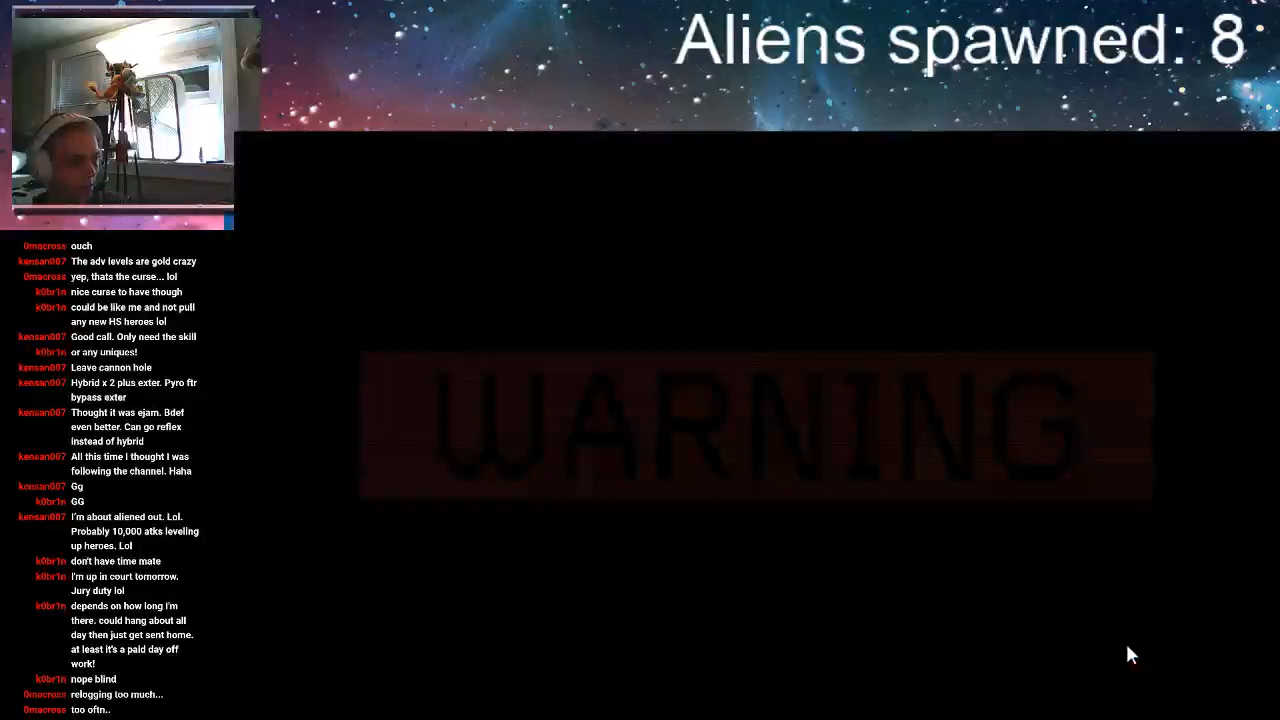 Aliens spawned: 8
WARNING
0macross ouch
kensan007 The adv levels are gold crazy
0macross yep, thats the curse... lol
k0br1n nice curse to have though
k0br1n could be like me and not pull
any new HS heroes lol
kensan007 Good call. Only need the skill
k0br1n or any uniques!
kensan007 Leave cannon hole
kensan007 Hybrid x 2 plus exter. Pyro ftr
bypass exter
kensan007 Thought it was ejam. Bdef
even better. Can go reflex
instead of hybrid
kensan007 All this time I thought I was
following the channel. Haha
kensan007 Gg
k0br1n GG
kensan007 I'm about aliened out. Lol.
Probably 10,000 atks leveling
up heroes. Lol
k0br1n don't have time mate
k0br1n I'm up in court tomorrow.
Jury duty lol
k0br1n depends on how long I'm
there. could hang about all
day then just get sent home.
at least it's a paid day off
work!
k0br1n nope blind
0macross relogging too much...
0macross too oftn..